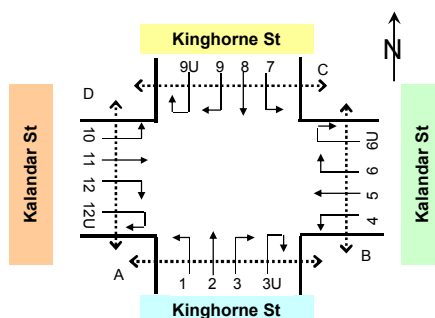 Kinghorne St
N
D
9U 9 8 7
C
Kalandar St
10
11
12
12U
6U
6
5
4
Kalandar St
A
1 2 3 3U
B
Kinghorne St